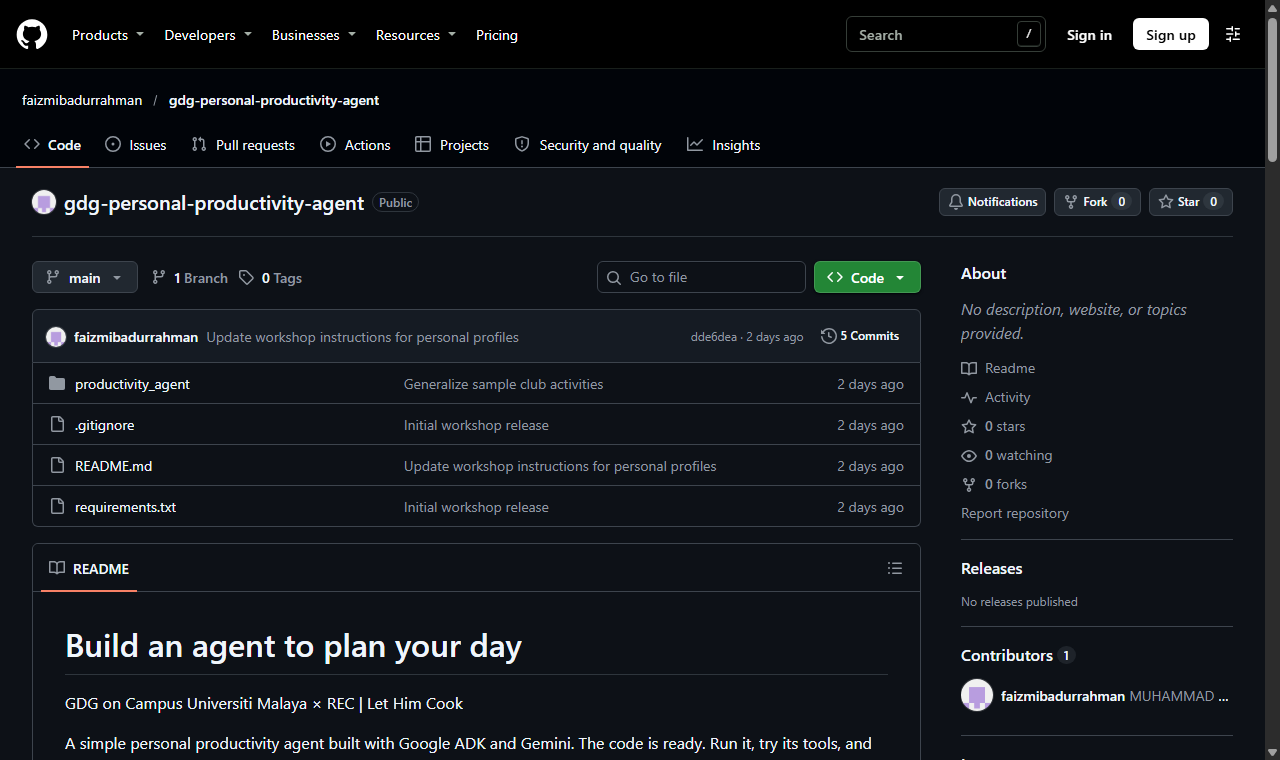 Products
Developers
Businesses
Resources
Pricing
Search
/
Sign in
Sign up
faizmibadurrahman / gdg-personal-productivity-agent
Code
Issues
Pull requests
Actions
Projects
Security and quality
Insights
gdg-personal-productivity-agent
Public
Notifications
Fork 0
Star 0
main
1 Branch
0 Tags
Go to file
Code
faizmibadurrahman Update workshop instructions for personal profiles
dde6dea · 2 days ago
5 Commits
productivity_agent Generalize sample club activities 2 days ago
.gitignore Initial workshop release 2 days ago
README.md Update workshop instructions for personal profiles 2 days ago
requirements.txt Initial workshop release 2 days ago
README
Build an agent to plan your day
GDG on Campus Universiti Malaya × REC | Let Him Cook
A simple personal productivity agent built with Google ADK and Gemini. The code is ready. Run it, try its tools, and
About
No description, website, or topics
provided.
Readme
Activity
0 stars
0 watching
0 forks
Report repository
Releases
No releases published
Contributors 1
faizmibadurrahman MUHAMMAD ...